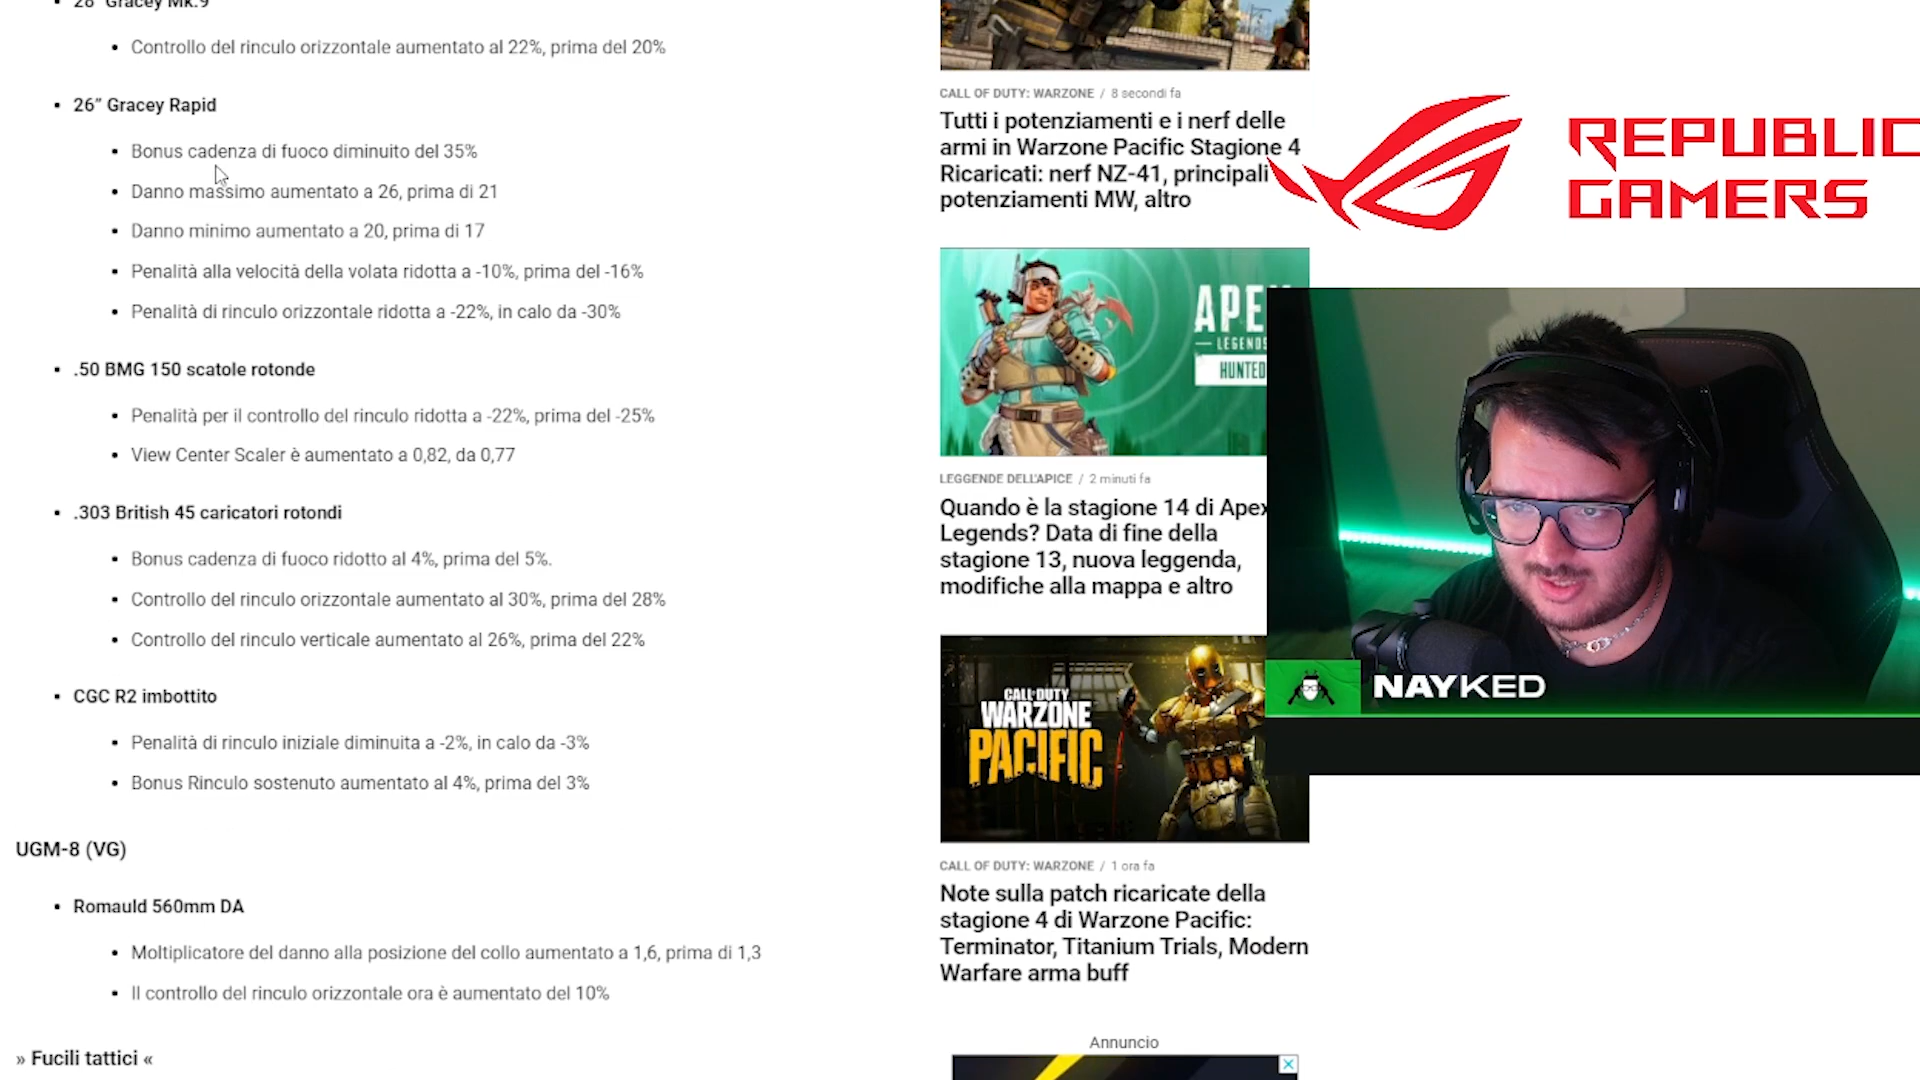 28" Gracey Mk.9
Controllo del rinculo orizzontale aumentato al 22%, prima del 20%
26” Gracey Rapid
Bonus cadenza di fuoco diminuito del 35%
Danno massimo aumentato a 26, prima di 21
Danno minimo aumentato a 20, prima di 17
Penalità alla velocità della volata ridotta a -10%, prima del -16%
Penalità di rinculo orizzontale ridotta a -22%, in calo da -30%
.50 BMG 150 scatole rotonde
Penalità per il controllo del rinculo ridotta a -22%, prima del -25%
View Center Scaler è aumentato a 0,82, da 0,77
.303 British 45 caricatori rotondi
Bonus cadenza di fuoco ridotto al 4%, prima del 5%.
Controllo del rinculo orizzontale aumentato al 30%, prima del 28%
Controllo del rinculo verticale aumentato al 26%, prima del 22%
CGC R2 imbottito
Penalità di rinculo iniziale diminuita a -2%, in calo da -3%
Bonus Rinculo sostenuto aumentato al 4%, prima del 3%
UGM-8 (VG)
Romauld 560mm DA
Moltiplicatore del danno alla posizione del collo aumentato a 1,6, prima di 1,3
Il controllo del rinculo orizzontale ora è aumentato del 10%
» Fucili tattici «
CALL OF DUTY: WARZONE / 8 secondi fa
Tutti i potenziamenti e i nerf delle
armi in Warzone Pacific Stagione 4
Ricaricati: nerf NZ-41, principali
potenziamenti MW, altro
APE
LEGENDS
HUNTED
LEGGENDE DELL'APICE / 2 minuti fa
Quando è la stagione 14 di Apex
Legends? Data di fine della
stagione 13, nuova leggenda,
modifiche alla mappa e altro
CALL OF DUTY
WARZONE
PACIFIC
CALL OF DUTY: WARZONE / 1 ora fa
Note sulla patch ricaricate della
stagione 4 di Warzone Pacific:
Terminator, Titanium Trials, Modern
Warfare arma buff
Annuncio
REPUBLIC
GAMERS
NAYKED